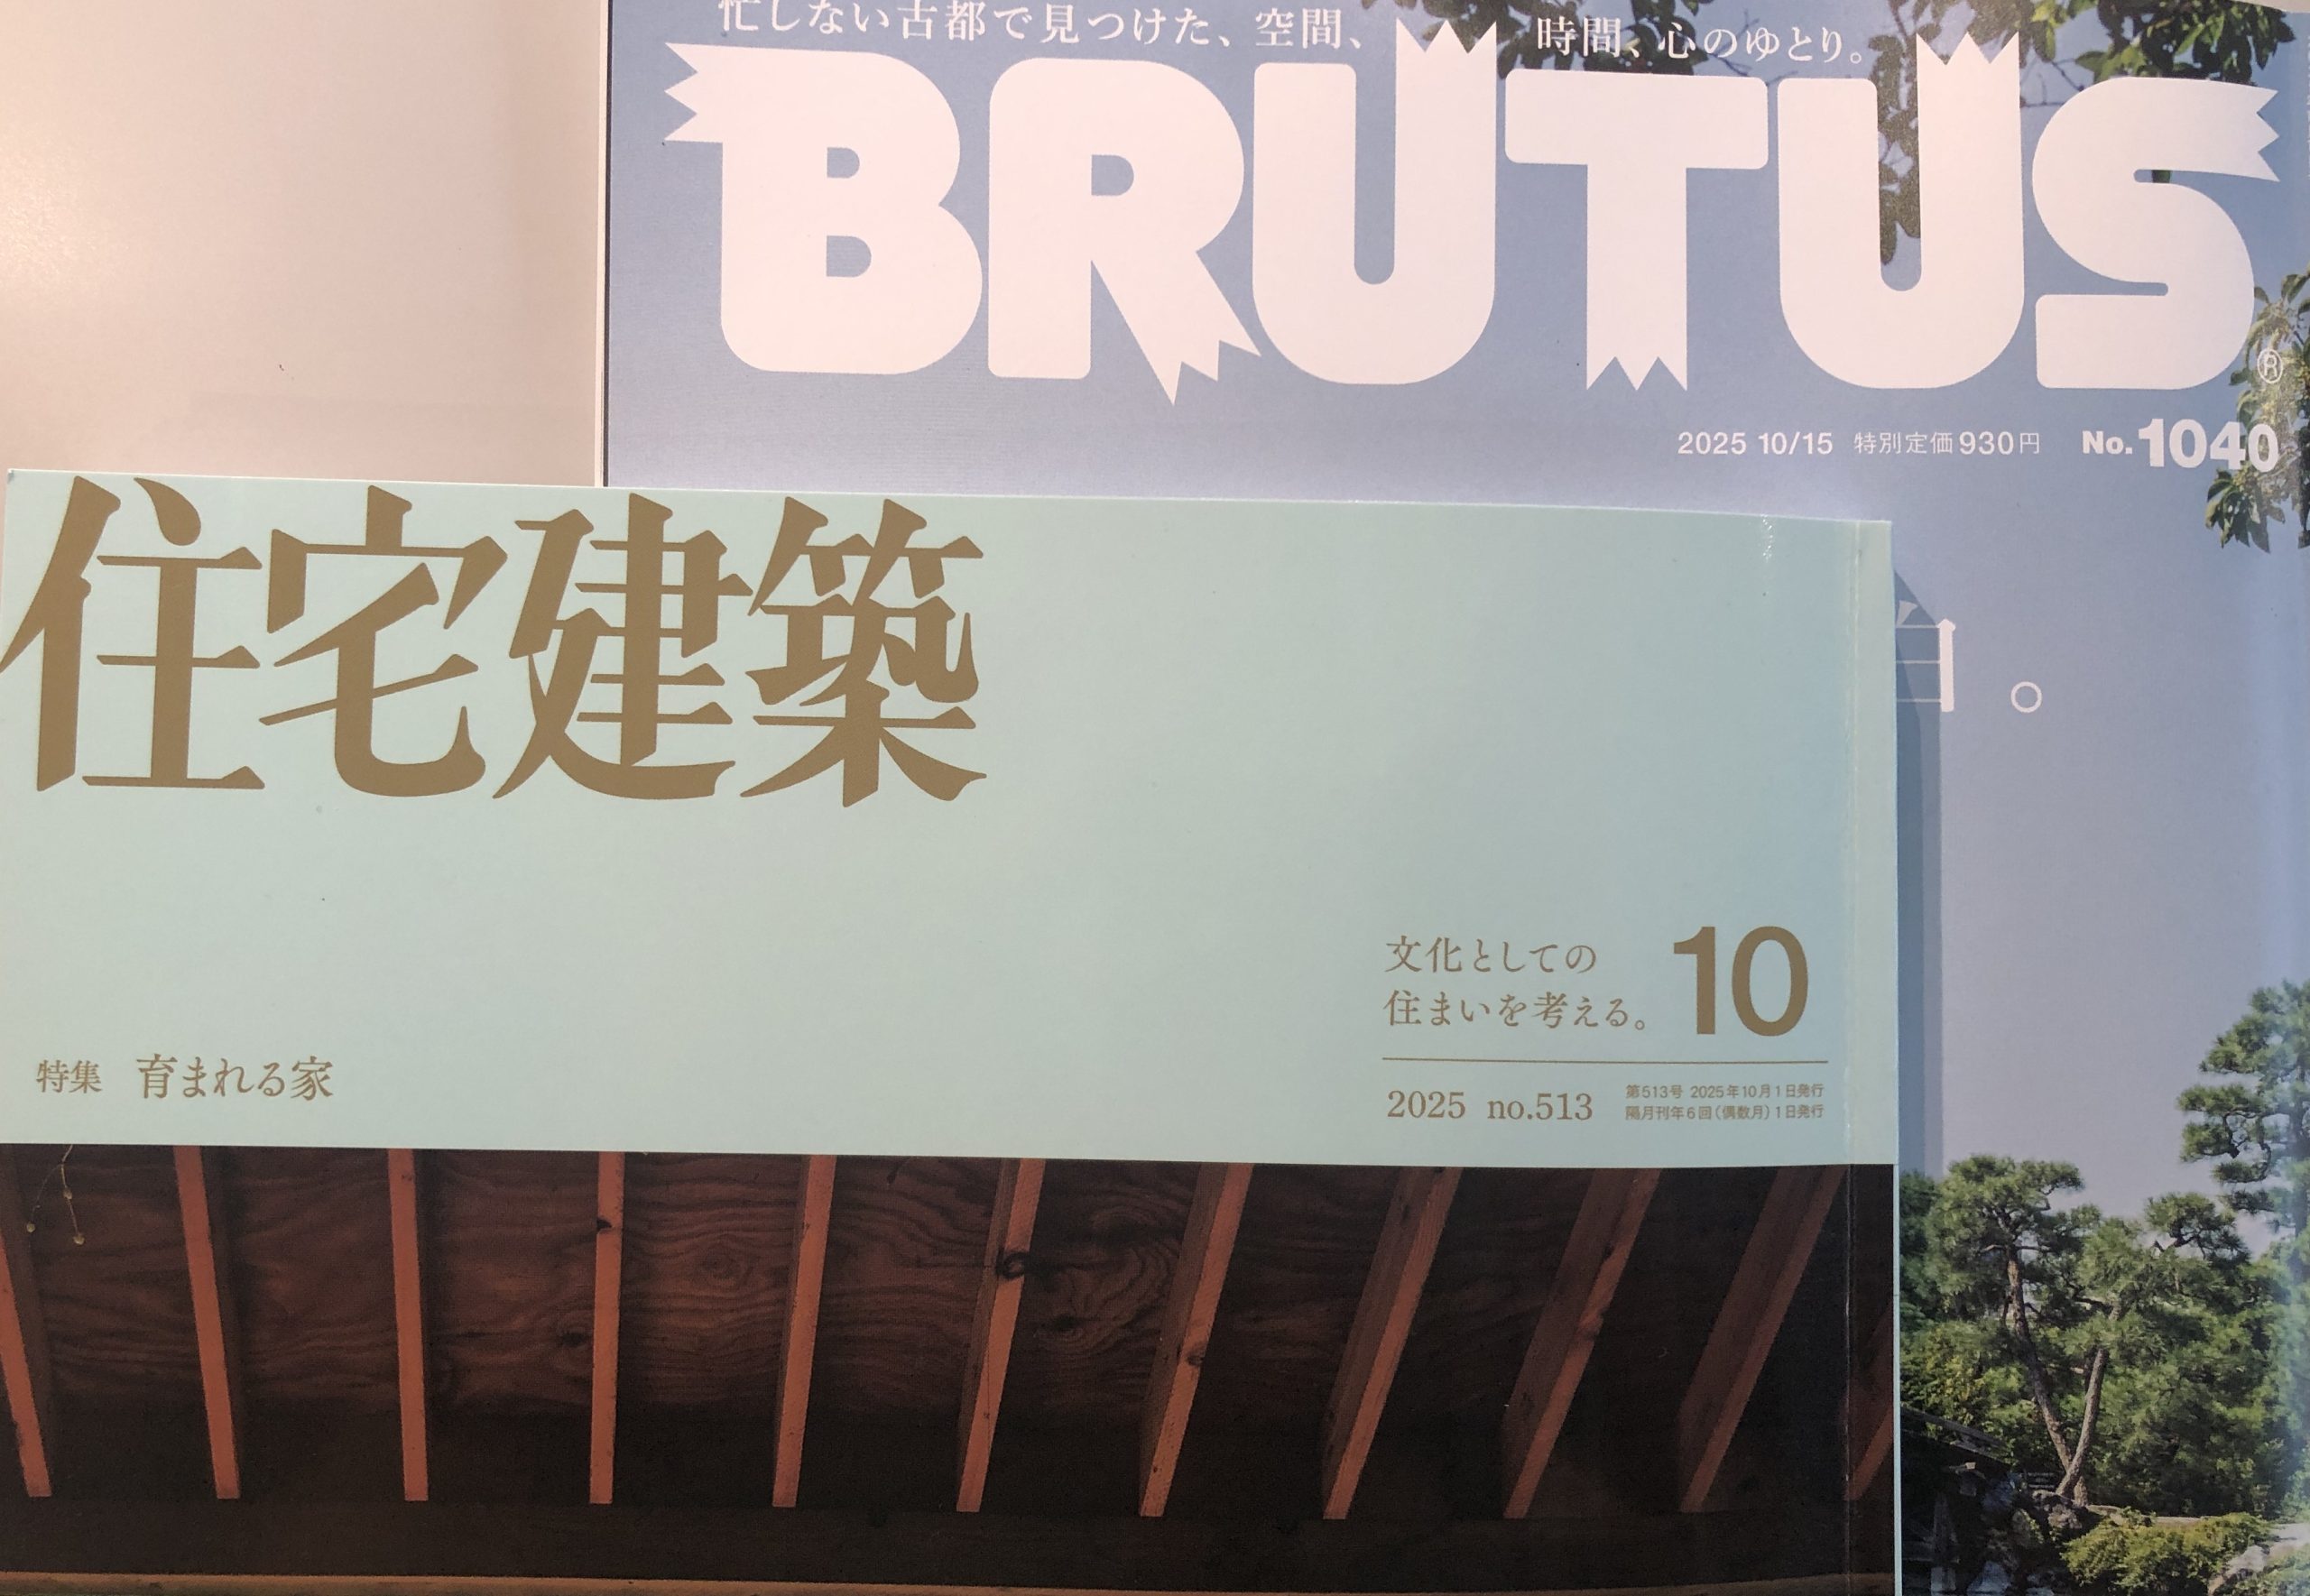 忙しない古都で見つけた、空間、 時間、心のゆとり。
BRUTUS®
2025 10/15 特別定価930円 No.1040
住宅建築
文化としての
住まいを考える。
10
特集 育まれる家
2025 no.513
第513号 2025年10月1日発行
隔月刊年6回(偶数月)1日発行